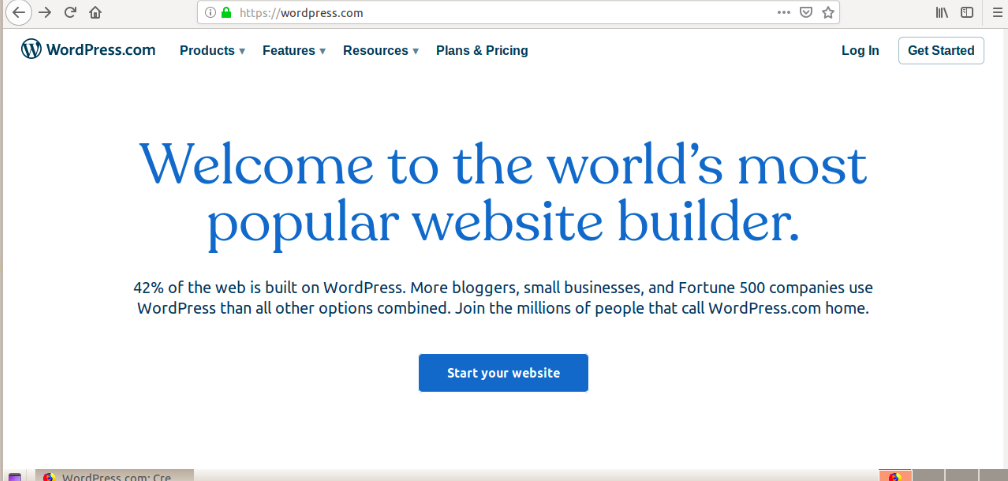 https://wordpress.com
WordPress.com Products Features Resources Plans & Pricing Log In Get Started
Welcome to the world's most
popular website builder.
42% of the web is built on WordPress. More bloggers, small businesses, and Fortune 500 companies use
WordPress than all other options combined. Join the millions of people that call WordPress.com home.
Start your website
WordPress.com: Cre